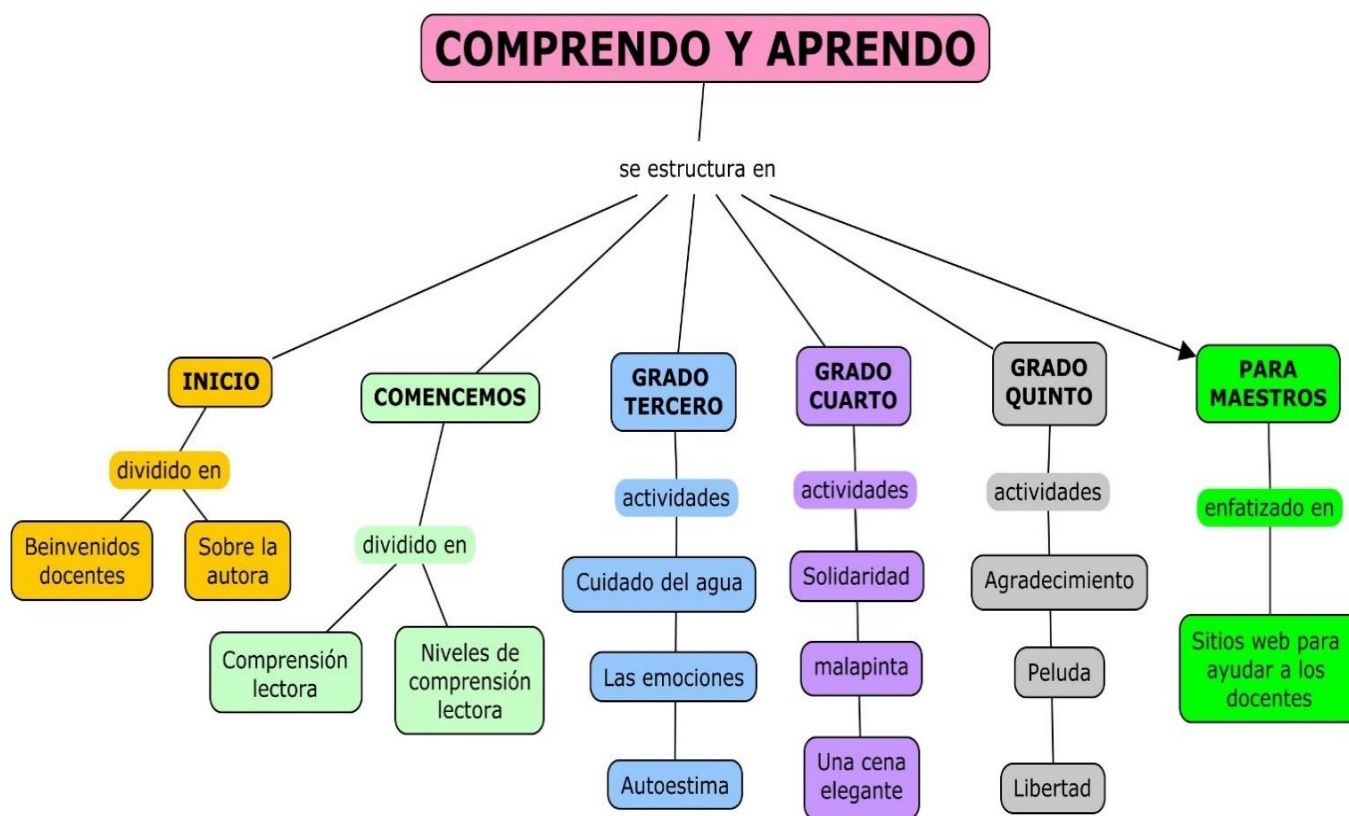 COMPRENDO Y APRENDO
se estructura en
INICIO
dividido en
Beinvenidos
docentes
Sobre la
autora
COMENCEMOS
dividido en
Comprensión
lectora
Niveles de
comprensión
lectora
GRADO
TERCERO
actividades
Cuidado del agua
Las emociones
Autoestima
GRADO
CUARTO
actividades
Solidaridad
malapinta
Una cena
elegante
GRADO
QUINTO
actividades
Agradecimiento
Peluda
Libertad
PARA
MAESTROS
enfatizado en
Sitios web para
ayudar a los
docentes